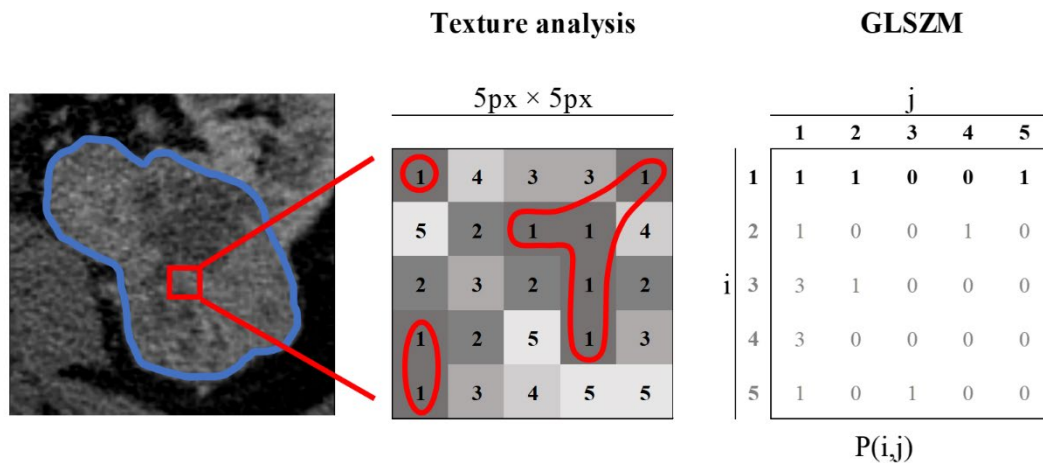 Texture analysis
GLSZM
5px × 5px
j
1 2 3 4 5
1 4 3 3 1
1 1 1 0 0 1
5 2 1 1 4
2 1 0 0 1 0
2 3 2 1 2
i
3 3 1 0 0 0
1 2 5 1 3
4 3 0 0 0 0
1 3 4 5 5
5 1 0 1 0 0
P(i,j)